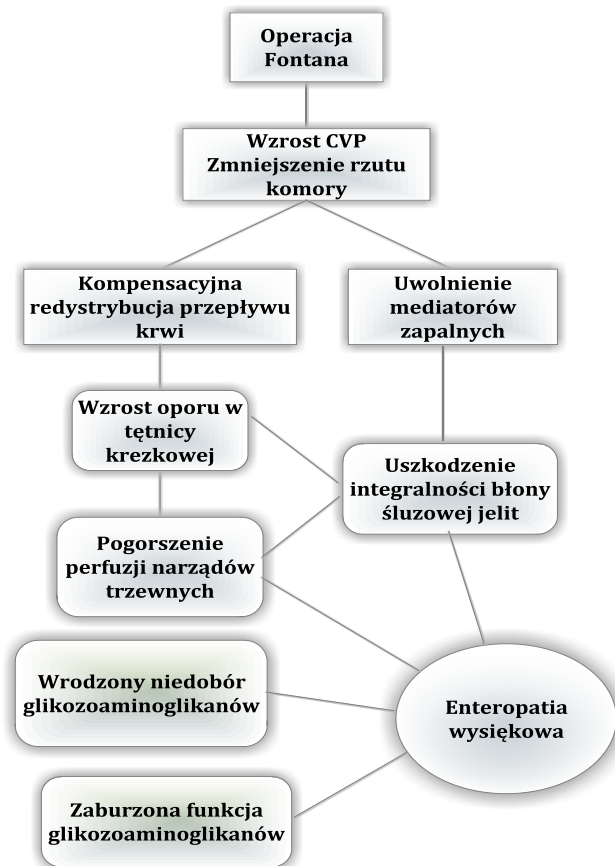 Operacja
Fontana
Wzrost CVP
Zmniejszenie rzutu
komory
Kompensacyjna
redystrybucja przepływu
krwi
Uwolnienie
mediatorów
zapalnych
Wzrost oporu w
tętnicy
krezkowej
Uszkodzenie
integralności błony
śluzowej jelit
Pogorszenie
perfuzji narządów
trzewnych
Wrodzony niedobór
glikozoaminoglikanów
Enteropatia
wysiękowa
Zaburzona funkcja
glikozoaminoglikanów